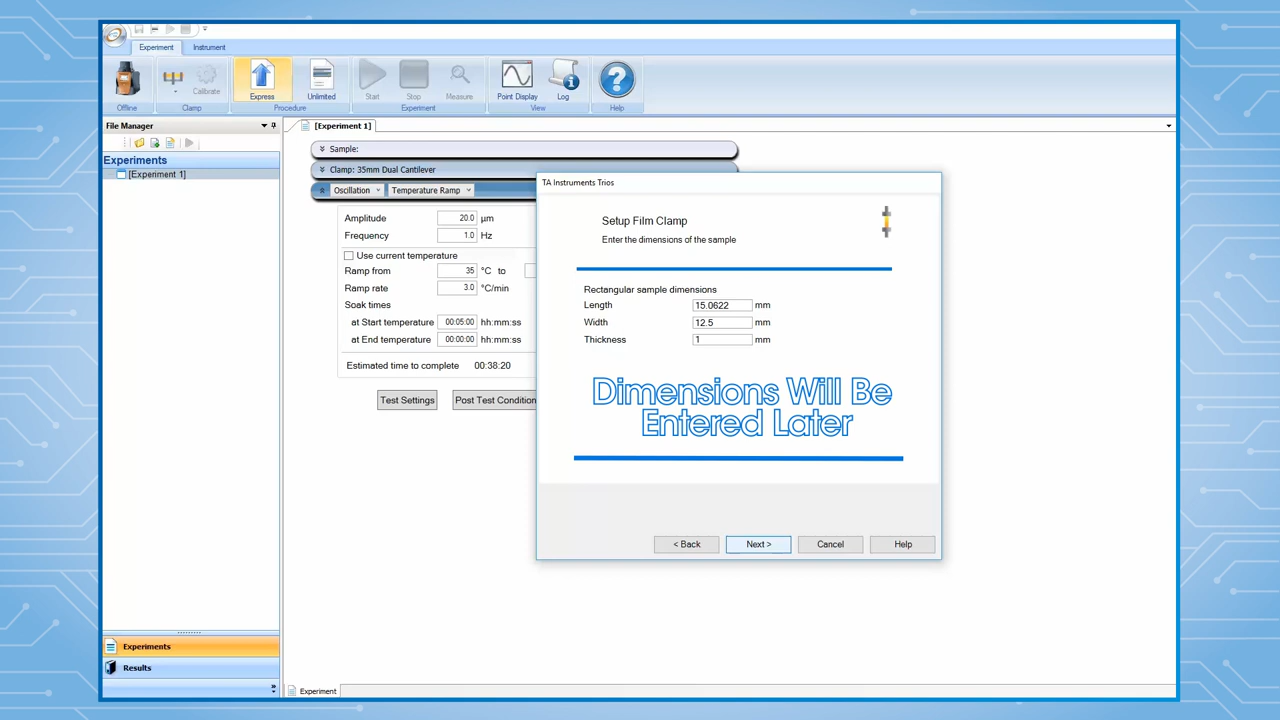 Experiment
Instrument
Offline
Calibrate
Clamp
Express
Unlimited
Procedure
Start
Stop
Measure
Experiment
Point Display
Log
View
Help
File Manager
Experiments
[Experiment 1]
[Experiment 1]
Sample:
Clamp: 35mm Dual Cantilever
Oscillation
Temperature Ramp
Amplitude 20.0 µm
Frequency 1.0 Hz
Use current temperature
Ramp from 35 °C to
Ramp rate 3.0 °C/min
Soak times
at Start temperature 00:05:00 hh:mm:ss
at End temperature 00:00:00 hh:mm:ss
Estimated time to complete 00:38:20
Test Settings
Post Test Condition
TA Instruments Trios
Setup Film Clamp
Enter the dimensions of the sample
Rectangular sample dimensions
Length 15.0622 mm
Width 12.5 mm
Thickness 1 mm
Dimensions Will Be
Entered Later
< Back
Next >
Cancel
Help
Experiments
Results
Experiment